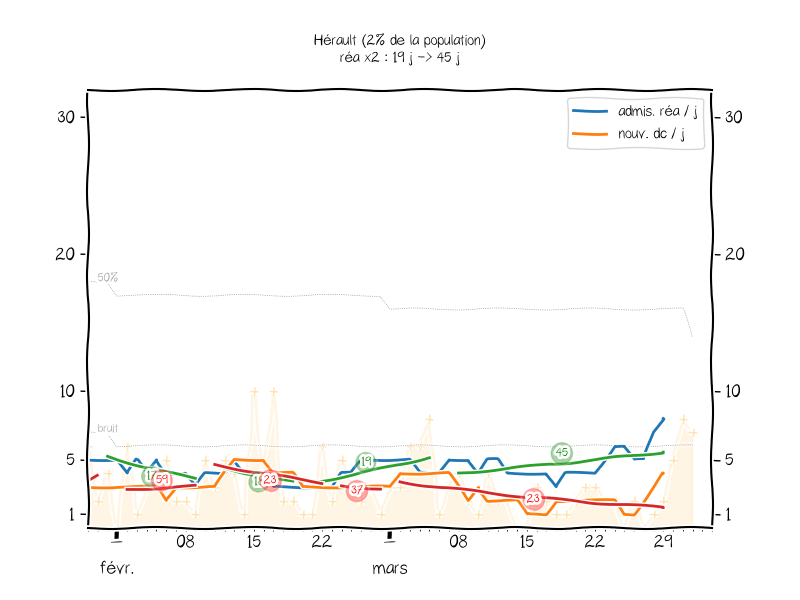 Hérault (2% de la population)
réa x2 : 19 j -> 45 j
admis. réa / j
nouv. dc / j
30 30
20 20
50%
10 10
bruit
5 5
1 1
59
23
19
37
45
23
1 08 15 22 1 08 15 22 29
févr. mars